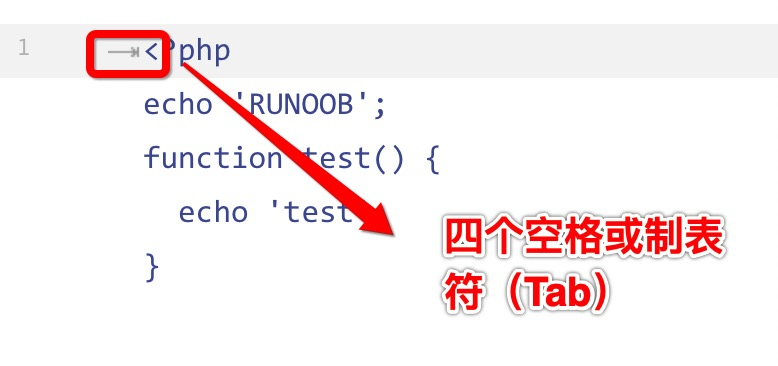 1
<?php
echo 'RUNOOB';
function test() {
echo 'test
}
四个空格或制表
符（Tab）